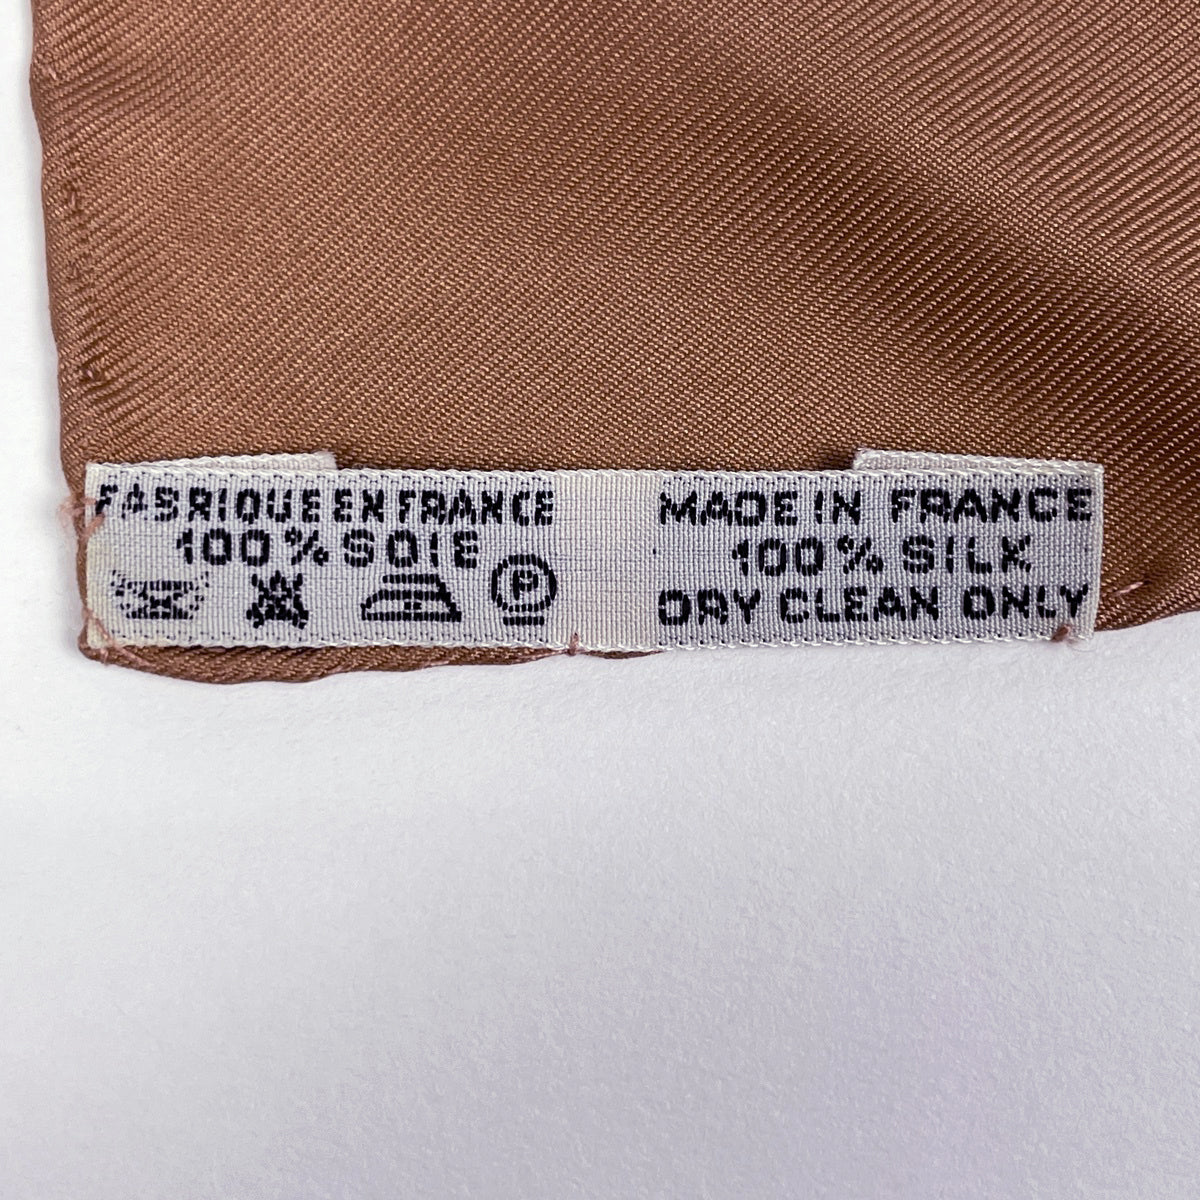 FABRIQUE EN FRANCE
100% SOIE
P
MADE IN FRANCE
100% SILK
DRY CLEAN ONLY